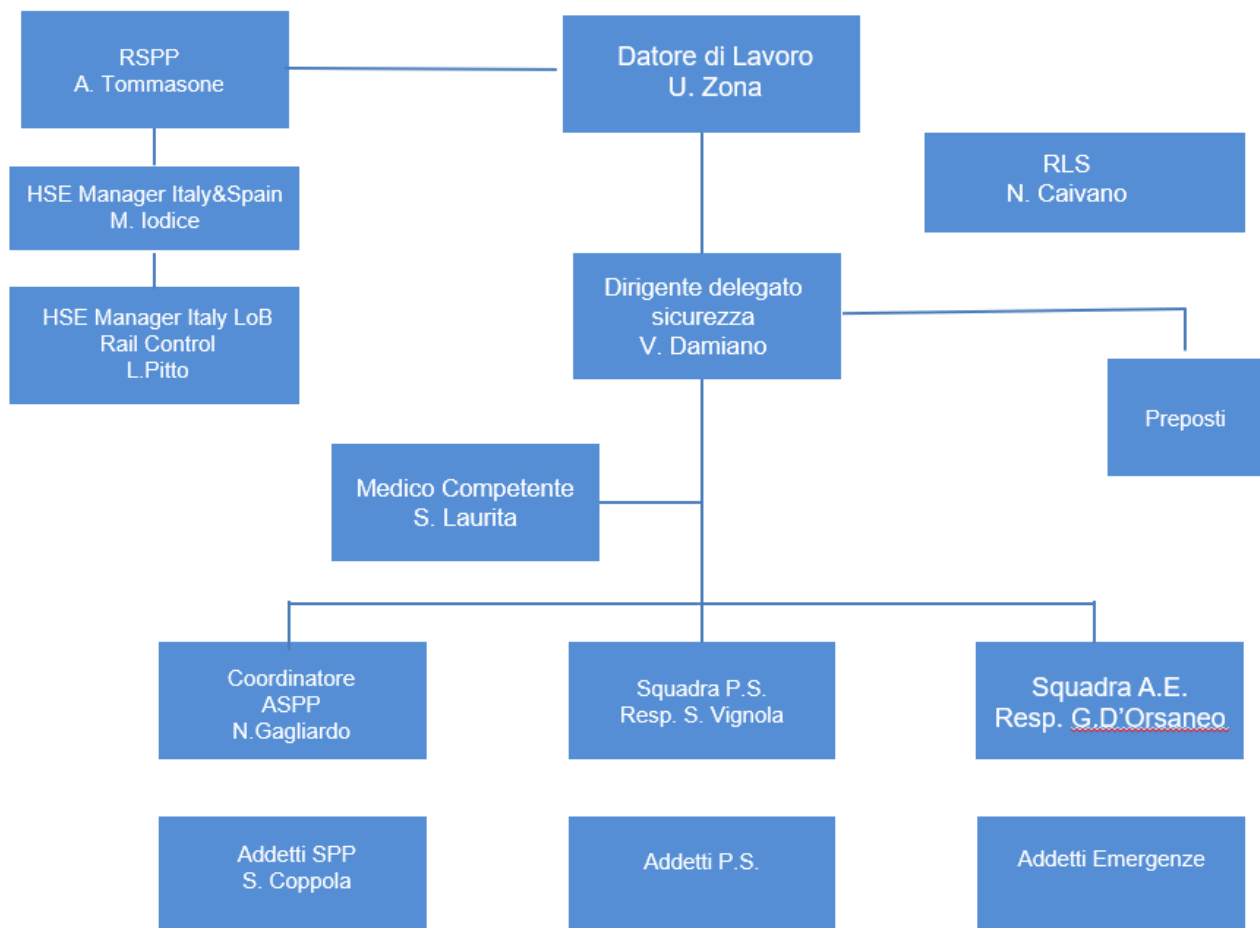 RSPP
A. Tommasone
Datore di Lavoro
U. Zona
RLS
N. Caivano
HSE Manager Italy&Spain
M. Iodice
Dirigente delegato
sicurezza
V. Damiano
HSE Manager Italy LoB
Rail Control
L.Pitto
Preposti
Medico Competente
S. Laurita
Coordinatore
ASPP
N.Gagliardo
Squadra P.S.
Resp. S. Vignola
Squadra A.E.
Resp. G.D’Orsaneo
Addetti SPP
S. Coppola
Addetti P.S.
Addetti Emergenze